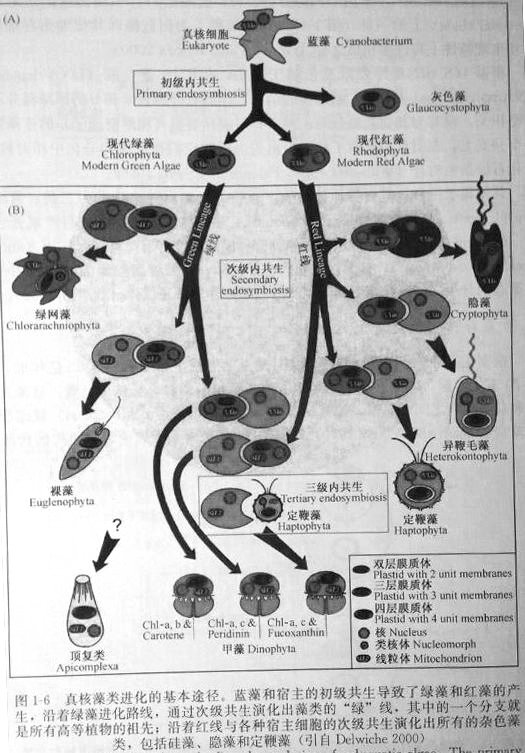 (A)
真核细胞
Eukaryote
蓝藻 Cyanobacterium
初级内共生
Primary endosymbiosis
灰色藻
Glaucocystophyta
现代绿藻
Chlorophyta
Modern Green Algae
现代红藻
Rhodophyta
Modern Red Algae
(B)
Green Lineage
绿线
Red Lineage
红线
次级内共生
Secondary
endosymbiosis
绿网藻
Chlorarachniophyta
隐藻
Cryptophyta
裸藻
Euglenophyta
异鞭毛藻
Heterokontophyta
三级内共生
Tertiary endosymbiosis
定鞭藻
Haptophyta
定鞭藻
Haptophyta
?
顶复类
Apicomplexa
Chl-a, b &
Carotene
Chl-a, c &
Peridinin
Chl-a, c &
Fucoxanthin
甲藻 Dinophyta
双层膜质体
Plastid with 2 unit membranes
三层膜质体
Plastid with 3 unit membranes
四层膜质体
Plastid with 4 unit membranes
核 Nucleus
类核体 Nucleomorph
线粒体 Mitochondrion
图 1-6 真核藻类进化的基本途径。蓝藻和宿主的初级共生导致了绿藻和红藻的产
生，沿着绿藻进化路线，通过次级共生演化出藻类的“绿”线，其中的一个分支就
是所有高等植物的祖先；沿着红线与各种宿主细胞的次级共生演化出所有的杂色藻
类，包括硅藻、隐藻和定鞭藻（引自 Delwiche 2000）